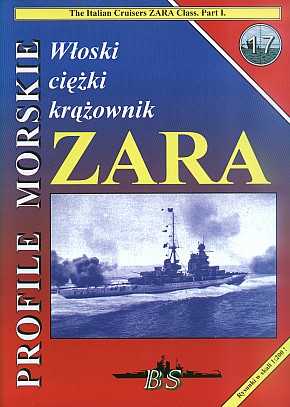 The Italian Cruisers ZARA Class. Part I.
17
PROFILE MORSKIE
Włoski
ciężki
krążownik
ZARA
Rysunki w skali 1:200 !
BS